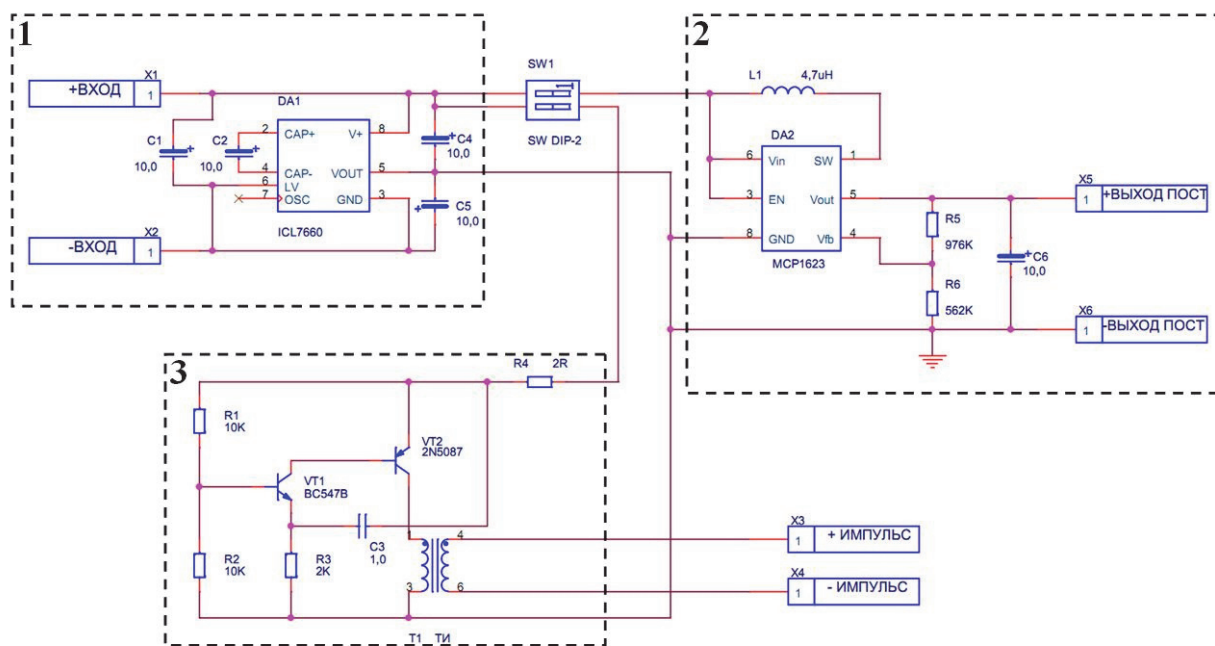 1
X1
+ВХОД
1
DA1
C1
10,0
C2
10,0
2
CAP+
V+
8
4
CAP-
VOUT
5
6
LV
7
OSC
GND
3
ICL7660
C4
10,0
C5
10,0
X2
-ВХОД
1
SW1
1
SW DIP-2
2
L1
4,7uH
DA2
6
Vin
SW
1
3
EN
Vout
5
8
GND
Vfb
4
MCP1623
R5
976K
R6
562K
C6
10,0
X5
1
+ВЫХОД ПОСТ
X6
1
-ВЫХОД ПОСТ
3
R4
2R
R1
10K
VT2
2N5087
VT1
BC547B
R2
10K
R3
2K
C3
1,0
1
4
3
6
T1
ТИ
X3
1
+ ИМПУЛЬС
X4
1
- ИМПУЛЬС